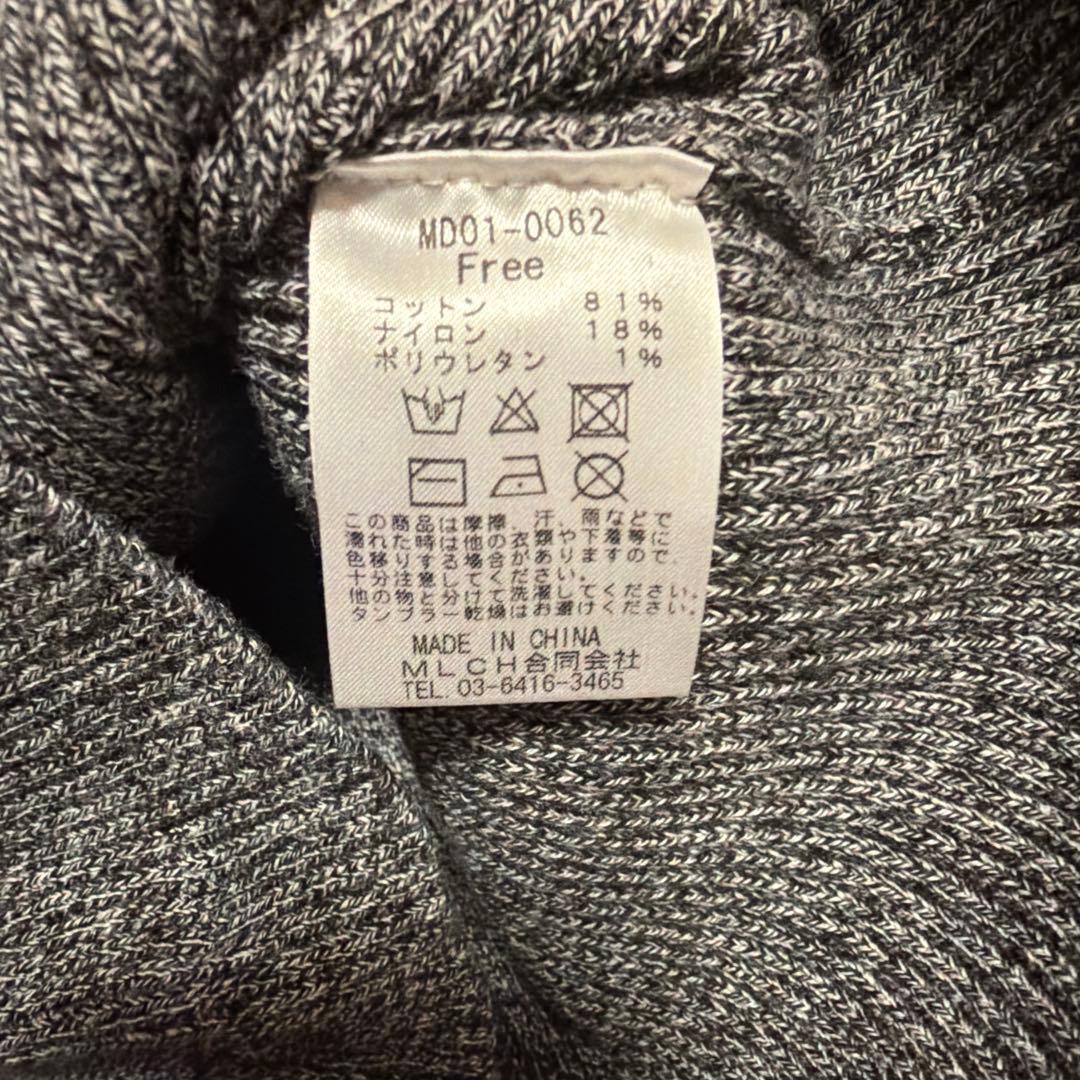 MD01-0062
Free
コットン 81%
ナイロン 18%
ポリウレタン 1%
この商品は摩擦、汗、雨などで
濡れた時は他の衣類や下着等に
色移りする場合がありますので、
十分注意してください。
他の物と分けて洗濯してください。
タンブラー乾燥はお避けください。
MADE IN CHINA
MLCH合同会社
TEL. 03-6416-3465